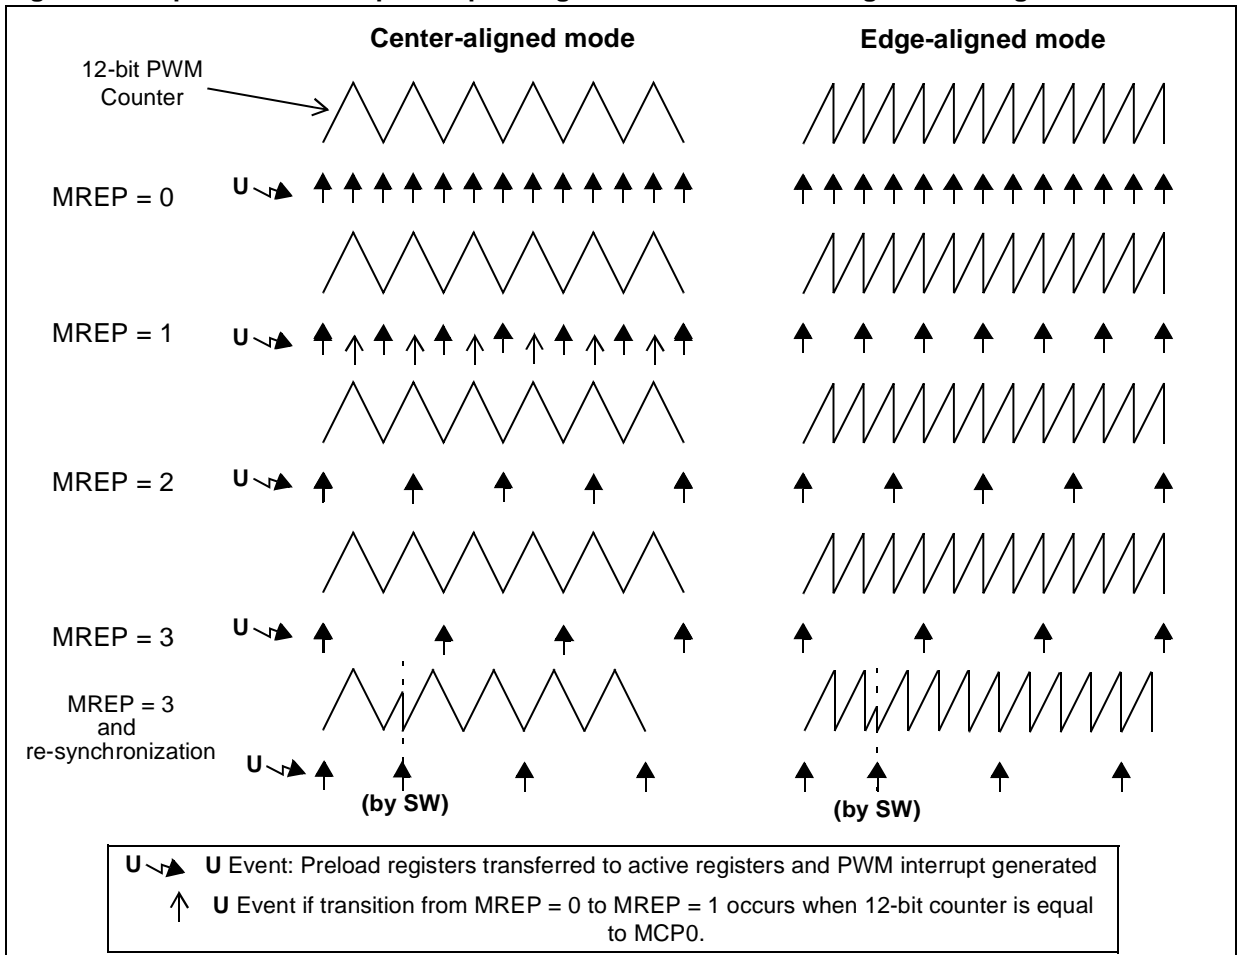 Center-aligned mode
Edge-aligned mode
12-bit PWM
Counter
MREP = 0
U
MREP = 1
U
MREP = 2
U
MREP = 3
U
MREP = 3
and
re-synchronization
U
(by SW)
(by SW)
U U Event: Preload registers transferred to active registers and PWM interrupt generated
U Event if transition from MREP = 0 to MREP = 1 occurs when 12-bit counter is equal
to MCP0.